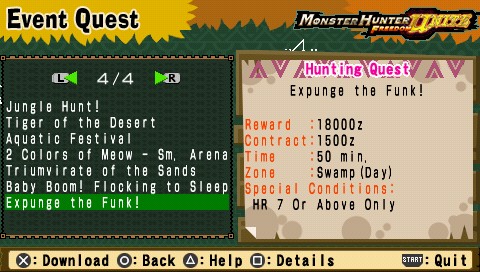 Event Quest
MONSTER HUNTER
FREEDOM UNITE
L 4/4 R
Jungle Hunt!
Tiger of the Desert
Aquatic Festival
2 Colors of Meow - Sm. Arena
Triumvirate of the Sands
Baby Boom! Flocking to Sleep
Expunge the Funk!
Hunting Quest
Expunge the Funk!
Reward :18000z
Contract:1500z
Time :50 min.
Zone :Swamp(Day)
Special Conditions:
HR 7 Or Above Only
: Download : Back : Help : Details START: Quit